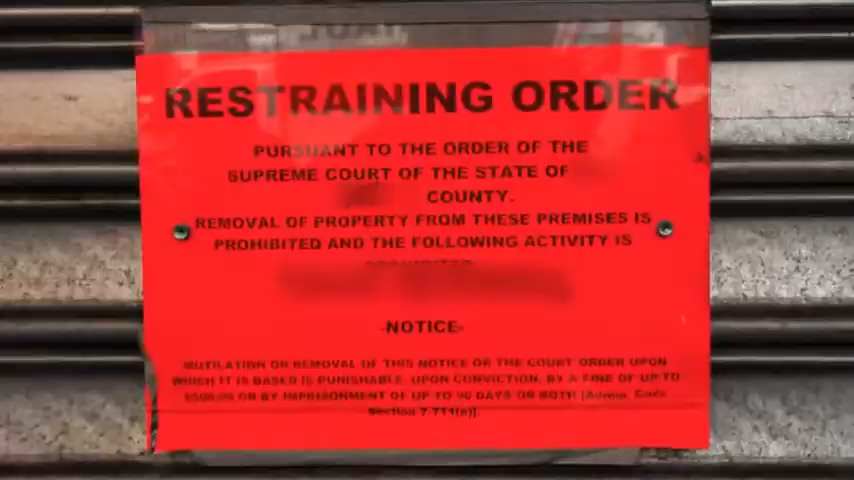 RESTRAINING ORDER
PURSUANT TO THE ORDER OF THE
SUPREME COURT OF THE STATE OF
COUNTY.
REMOVAL OF PROPERTY FROM THESE PREMISES IS
PROHIBITED AND THE FOLLOWING ACTIVITY IS
-NOTICE-
MUTILATION OR REMOVAL OF THIS NOTICE OR THE COURT ORDER UPON
WHICH IT IS BASED IS PUNISHABLE, UPON CONVICTION, BY A FINE OF UP TO
$500.00 OR BY IMPRISONMENT OF UP TO 90 DAYS OR BOTH [Admin. Code
Section 7-711(e)].